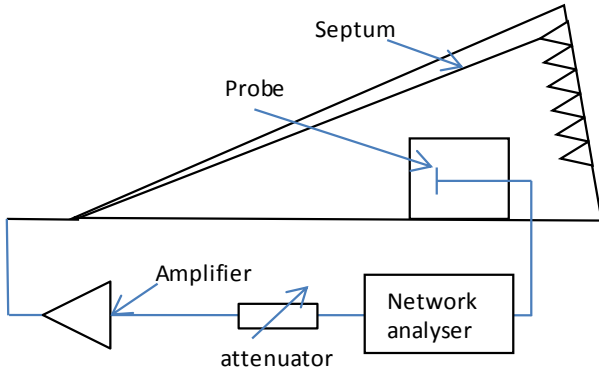 Septum
Probe
Amplifier
Network
analyser
attenuator